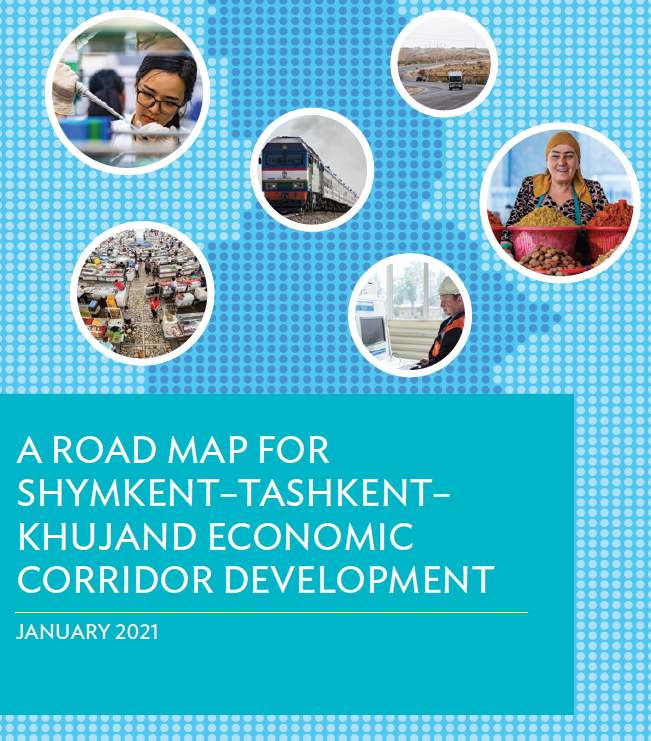 A ROAD MAP FOR
SHYMKENT–TASHKENT–
KHUJAND ECONOMIC
CORRIDOR DEVELOPMENT
JANUARY 2021